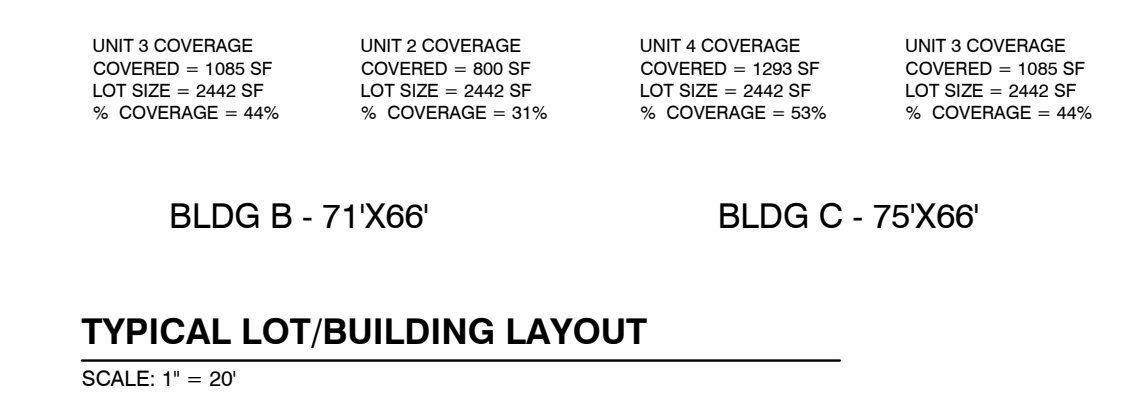 UNIT 3 COVERAGE
COVERED = 1085 SF
LOT SIZE = 2442 SF
% COVERAGE = 44%
UNIT 2 COVERAGE
COVERED = 800 SF
LOT SIZE = 2442 SF
% COVERAGE = 31%
UNIT 4 COVERAGE
COVERED = 1293 SF
LOT SIZE = 2442 SF
% COVERAGE = 53%
UNIT 3 COVERAGE
COVERED = 1085 SF
LOT SIZE = 2442 SF
% COVERAGE = 44%
BLDG B - 71'X66'
BLDG C - 75'X66'
TYPICAL LOT/BUILDING LAYOUT
SCALE: 1" = 20'